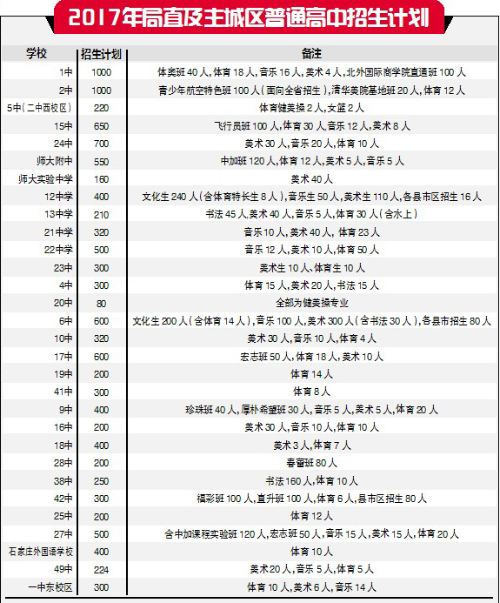 2017年局直及主城区普通高中招生计划
学校 招生计划 备注
1中 1000 体奥班40人,体育18人,音乐16人,美术4人,北外国际商学院直通班100人
2中 1000 青少年航空特色班100人(面向全省招生),清华美院基地班20人,体育12人
5中(二中西校区) 220 体育健美操2人,女篮2人
15中 650 飞行员班100人,体育30人,音乐12人,美术8人
24中 700 美术30人,音乐20人,体育10人
师大附中 550 中加班120人,体育12人,美术5人,音乐5人
师大实验中学 160 美术40人
12中学 400 文化生240人(含体育特长生8人),音乐生50人,美术生110人,各县市区招生16人
13中学 210 书法45人,美术40人,音乐5人,体育30人(含水上)
21中学 320 音乐10人,美术40人,体育23人
22中学 500 音乐12人,美术10人,体育50人
23中 300 美术生10人,体育生10人
4中 300 体育15人,美术20人,书法15人
20中 80 全部为健美操专业
6中 600 文化生200人(含体育14人),音乐100人,美术300人(含书法30人),各县市招生80人
10中 320 美术30人,音乐10人,体育4人
17中 600 宏志班50人,体育18人,美术10人
19中 200 体育14人
41中 300 体育8人
9中 400 珍珠班40人,厚朴希望班30人,音乐5人,美术5人,体育20人
16中 200 美术30人,音乐10人,体育10人
18中 400 美术3人,体育7人
28中 200 春蕾班80人
38中 250 书法160人,体育10人
42中 300 福彩班100人,直升班100人,体育6人,县市区招生80人
25中 200 体育12人
27中 500 含中加课程实验班120人,宏志班50人,音乐15人,美术15人,体育20人
石家庄外国语学校 400 体育10人
49中 224 美术20人,音乐5人,体育5人
一中东校区 300 体育10人,美术6人,音乐14人